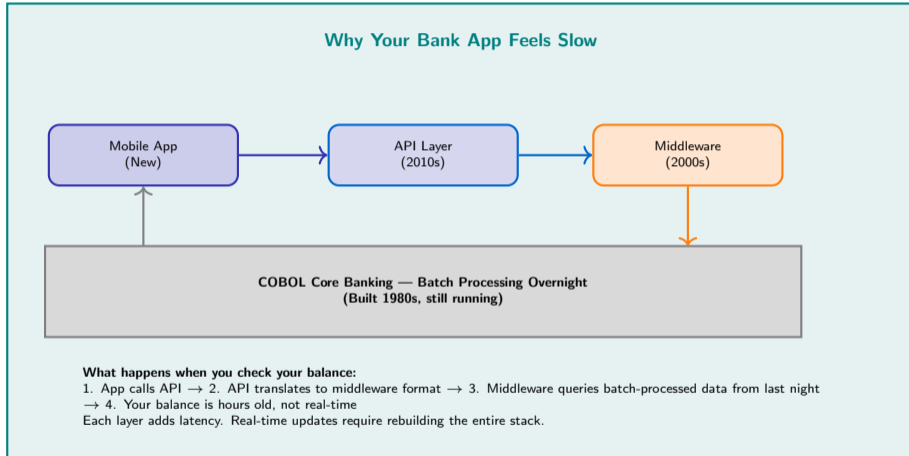 Why Your Bank App Feels Slow
Mobile App
(New)
API Layer
(2010s)
Middleware
(2000s)
COBOL Core Banking — Batch Processing Overnight
(Built 1980s, still running)
What happens when you check your balance:
1. App calls API → 2. API translates to middleware format → 3. Middleware queries batch-processed data from last night
→ 4. Your balance is hours old, not real-time
Each layer adds latency. Real-time updates require rebuilding the entire stack.